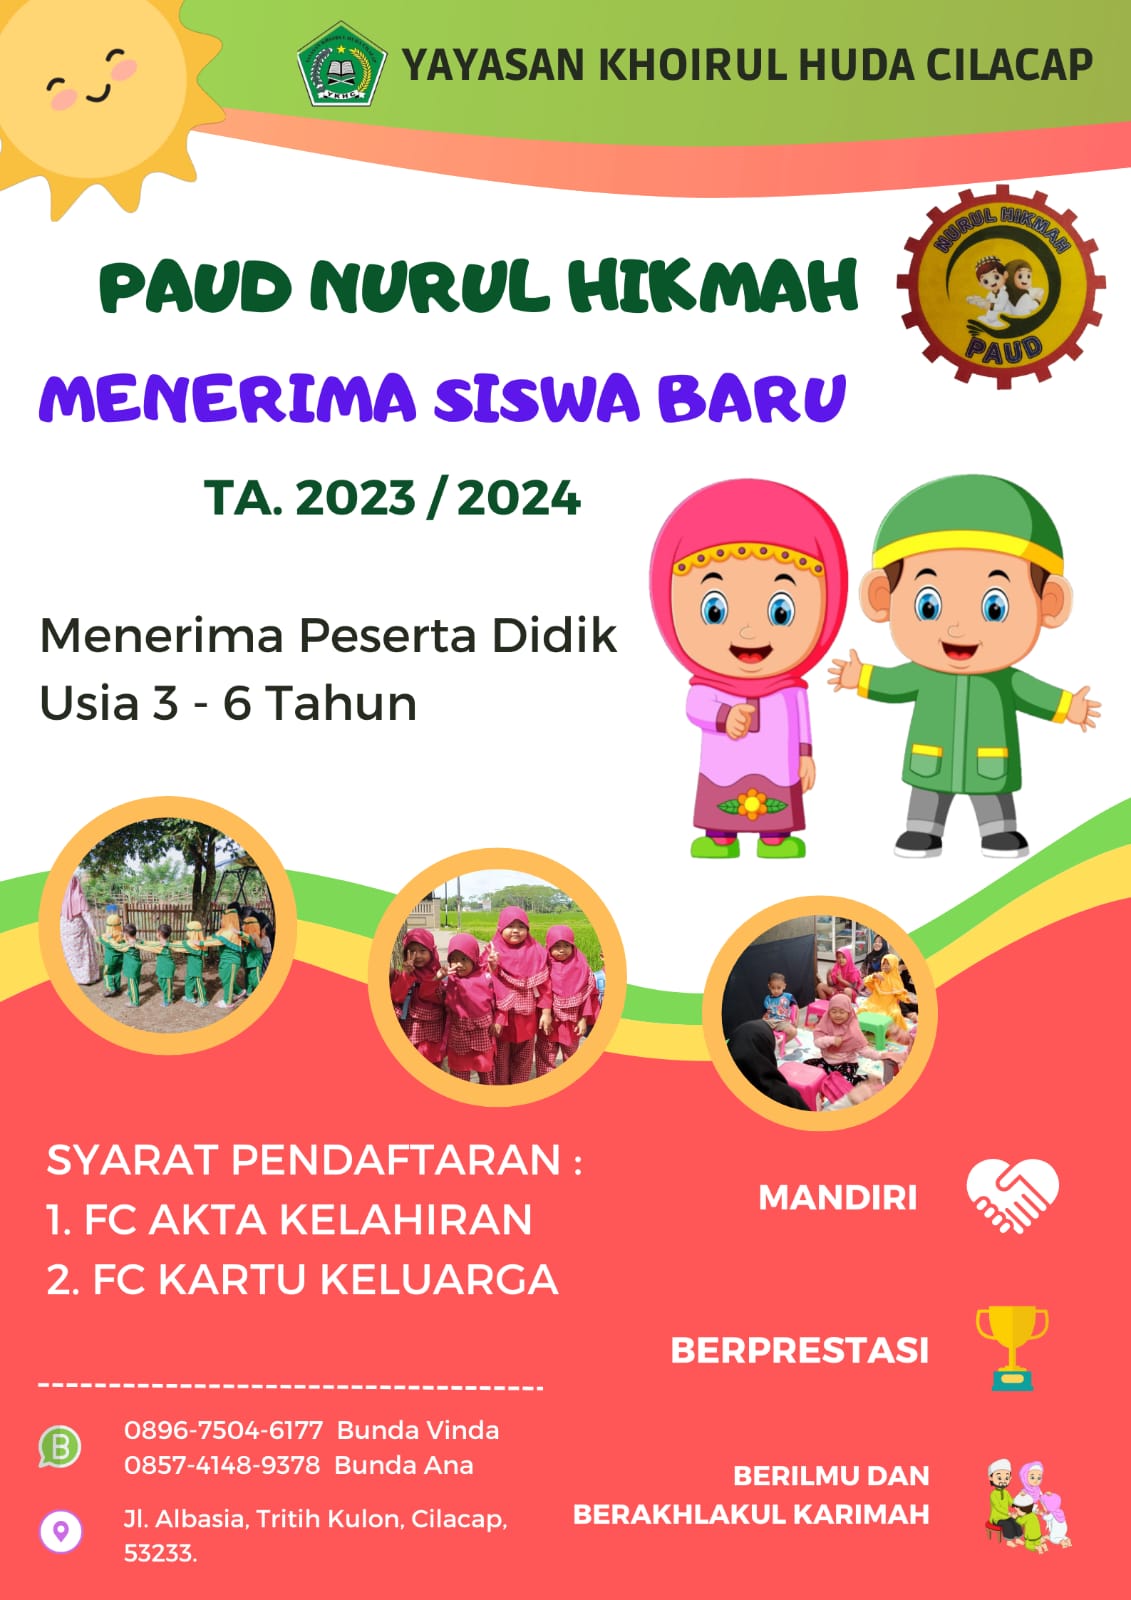 YAYASAN KHOIRUL HUDA CILACAP
Y K H C
NURUL HIKMAH
PAUD
PAUD NURUL HIKMAH
MENERIMA SISWA BARU
TA. 2023 / 2024
Menerima Peserta Didik
Usia 3 - 6 Tahun
SYARAT PENDAFTARAN :
1. FC AKTA KELAHIRAN
2. FC KARTU KELUARGA
MANDIRI
BERPRESTASI
BERILMU DAN
BERAKHLAKUL KARIMAH
B
0896-7504-6177 Bunda Vinda
0857-4148-9378 Bunda Ana
Jl. Albasia, Tritih Kulon, Cilacap,
53233.